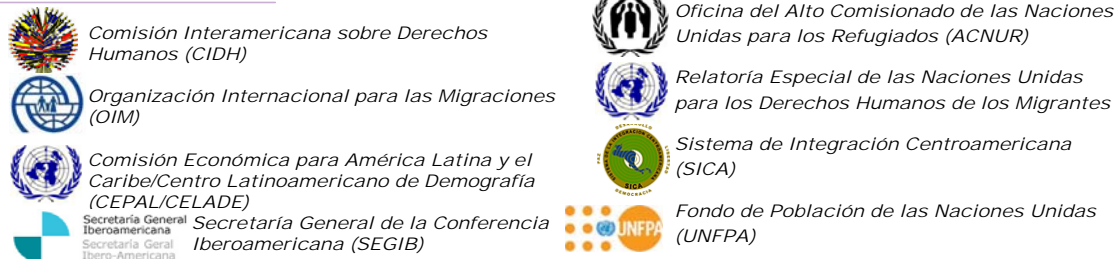 Comisión Interamericana sobre Derechos
Humanos (CIDH)
Organización Internacional para las Migraciones
(OIM)
Comisión Económica para América Latina y el
Caribe/Centro Latinoamericano de Demografía
(CEPAL/CELADE)
Secretaría General
Iberoamericana
Secretaría Geral
Ibero-Americana
Secretaría General de la Conferencia
Iberoamericana (SEGIB)
Oficina del Alto Comisionado de las Naciones
Unidas para los Refugiados (ACNUR)
Relatoría Especial de las Naciones Unidas
para los Derechos Humanos de los Migrantes
SICA
Sistema de Integración Centroamericana
(SICA)
UNFPA
Fondo de Población de las Naciones Unidas
(UNFPA)